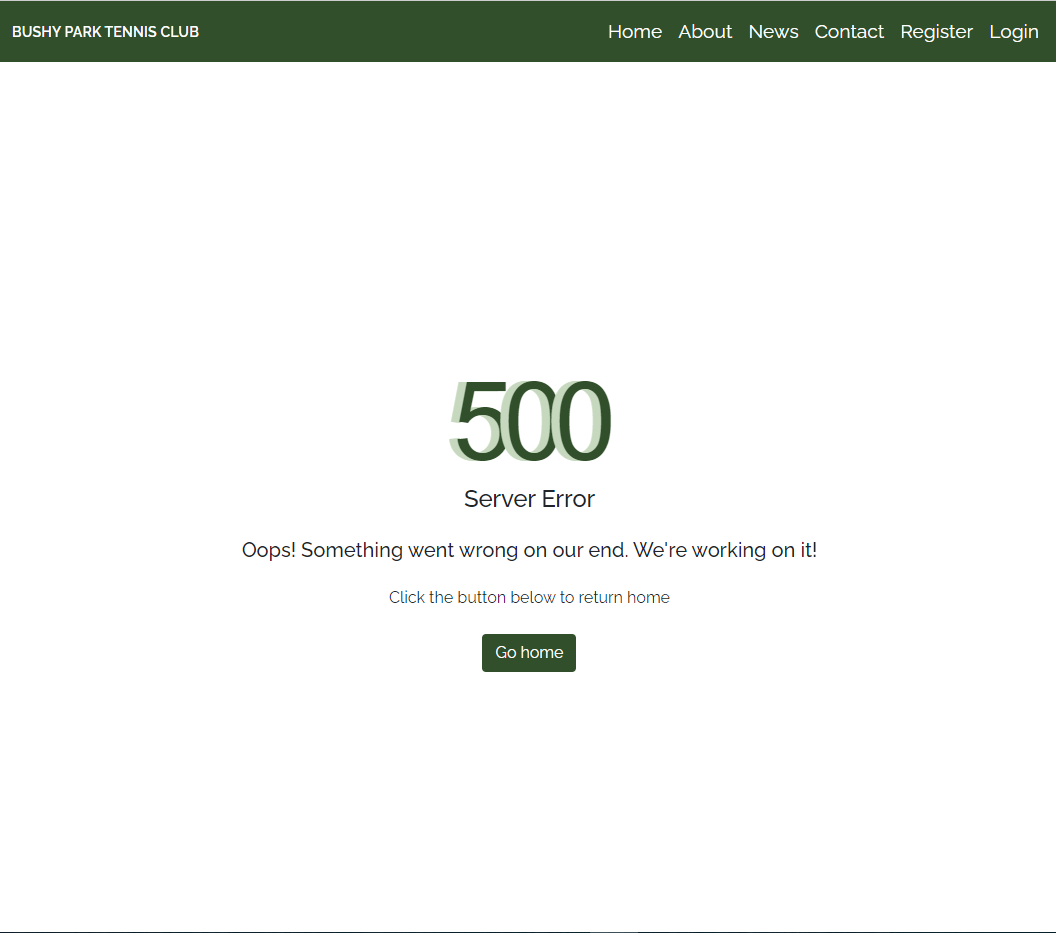 BUSHY PARK TENNIS CLUB
Home About News Contact Register Login
500
Server Error
Oops! Something went wrong on our end. We're working on it!
Click the button below to return home
Go home